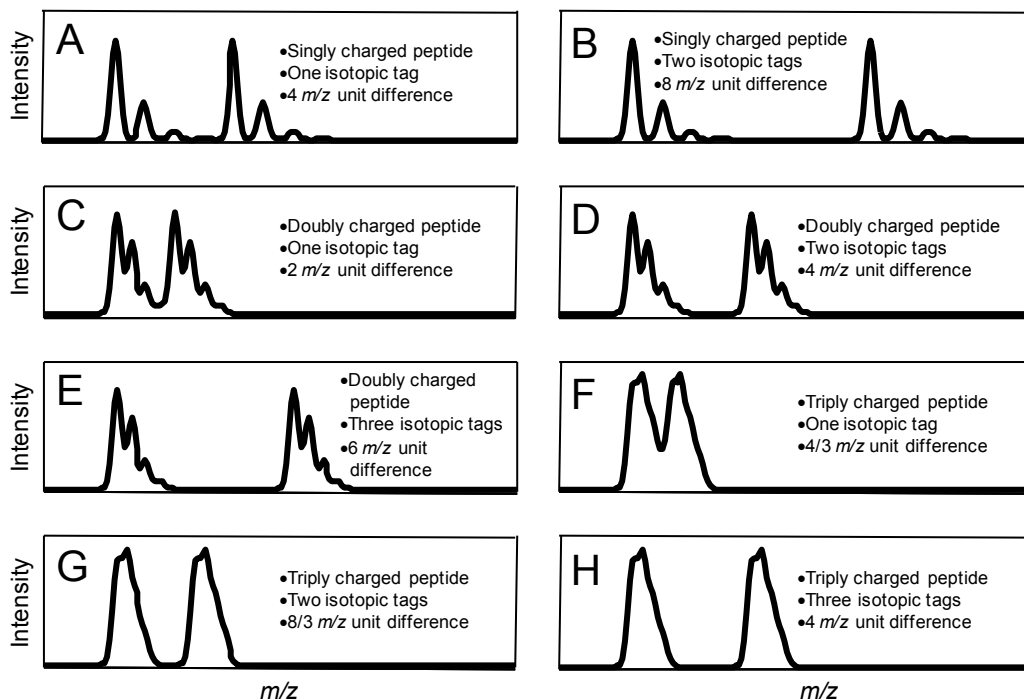 Intensity
A
•Singly charged peptide
•One isotopic tag
•4 m/z unit difference
B
•Singly charged peptide
•Two isotopic tags
•8 m/z unit difference
Intensity
C
•Doubly charged peptide
•One isotopic tag
•2 m/z unit difference
D
•Doubly charged peptide
•Two isotopic tags
•4 m/z unit difference
Intensity
E
•Doubly charged
peptide
•Three isotopic tags
•6 m/z unit
difference
F
•Triply charged peptide
•One isotopic tag
•4/3 m/z unit difference
Intensity
G
•Triply charged peptide
•Two isotopic tags
•8/3 m/z unit difference
H
•Triply charged peptide
•Three isotopic tags
•4 m/z unit difference
m/z
m/z